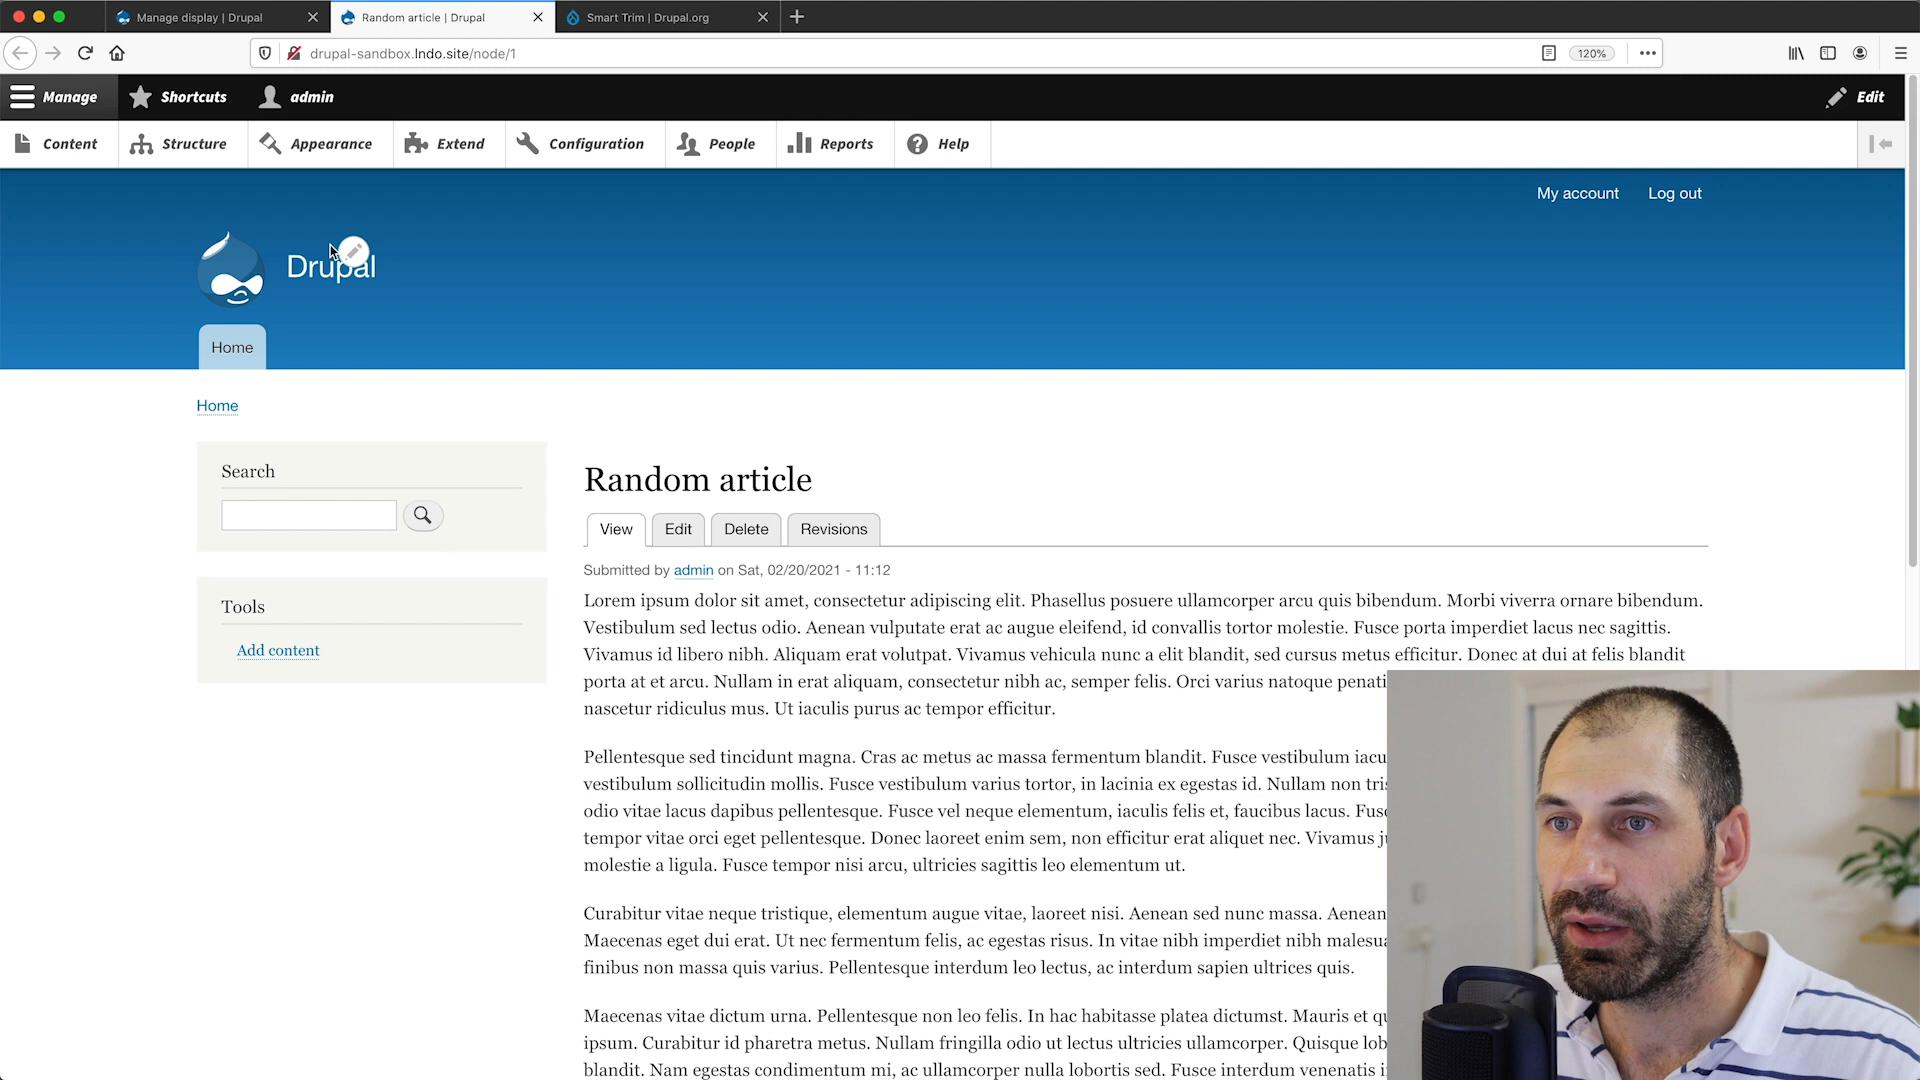 Manage display | Drupal
Random article | Drupal
Smart Trim | Drupal.org
drupal-sandbox.lndo.site/node/1
120%
Manage
Shortcuts
admin
Edit
Content
Structure
Appearance
Extend
Configuration
People
Reports
Help
My account
Log out
Drupal
Home
Home
Search
Tools
Add content
Random article
View
Edit
Delete
Revisions
Submitted by admin on Sat, 02/20/2021 - 11:12
Lorem ipsum dolor sit amet, consectetur adipiscing elit. Phasellus posuere ullamcorper arcu quis bibendum. Morbi viverra ornare bibendum.
Vestibulum sed lectus odio. Aenean vulputate erat ac augue eleifend, id convallis tortor molestie. Fusce porta imperdiet lacus nec sagittis.
Vivamus id libero nibh. Aliquam erat volutpat. Vivamus vehicula nunc a elit blandit, sed cursus metus efficitur. Donec at dui at felis blandit
porta at et arcu. Nullam in erat aliquam, consectetur nibh ac, semper felis. Orci varius natoque penati
nascetur ridiculus mus. Ut iaculis purus ac tempor efficitur.
Pellentesque sed tincidunt magna. Cras ac metus ac massa fermentum blandit. Fusce vestibulum iacu
vestibulum sollicitudin mollis. Fusce vestibulum varius tortor, in lacinia ex egestas id. Nullam non tris
odio vitae lacus dapibus pellentesque. Fusce vel neque elementum, iaculis felis et, faucibus lacus. Fusc
tempor vitae orci eget pellentesque. Donec laoreet enim sem, non efficitur erat aliquet nec. Vivamus ju
molestie a ligula. Fusce tempor nisi arcu, ultricies sagittis leo elementum ut.
Curabitur vitae neque tristique, elementum augue vitae, laoreet nisi. Aenean sed nunc massa. Aenean
Maecenas eget dui erat. Ut nec fermentum felis, ac egestas risus. In vitae nibh imperdiet nibh malesua
finibus non massa quis varius. Pellentesque interdum leo lectus, ac interdum sapien ultrices quis.
Maecenas vitae dictum urna. Pellentesque non leo felis. In hac habitasse platea dictumst. Mauris et qu
ipsum. Curabitur id pharetra metus. Nullam fringilla odio ut lectus ultricies ullamcorper. Quisque lob
blandit. Nam egestas condimentum mi, ac ullamcorper nulla lobortis sed. Fusce interdum venenatis i